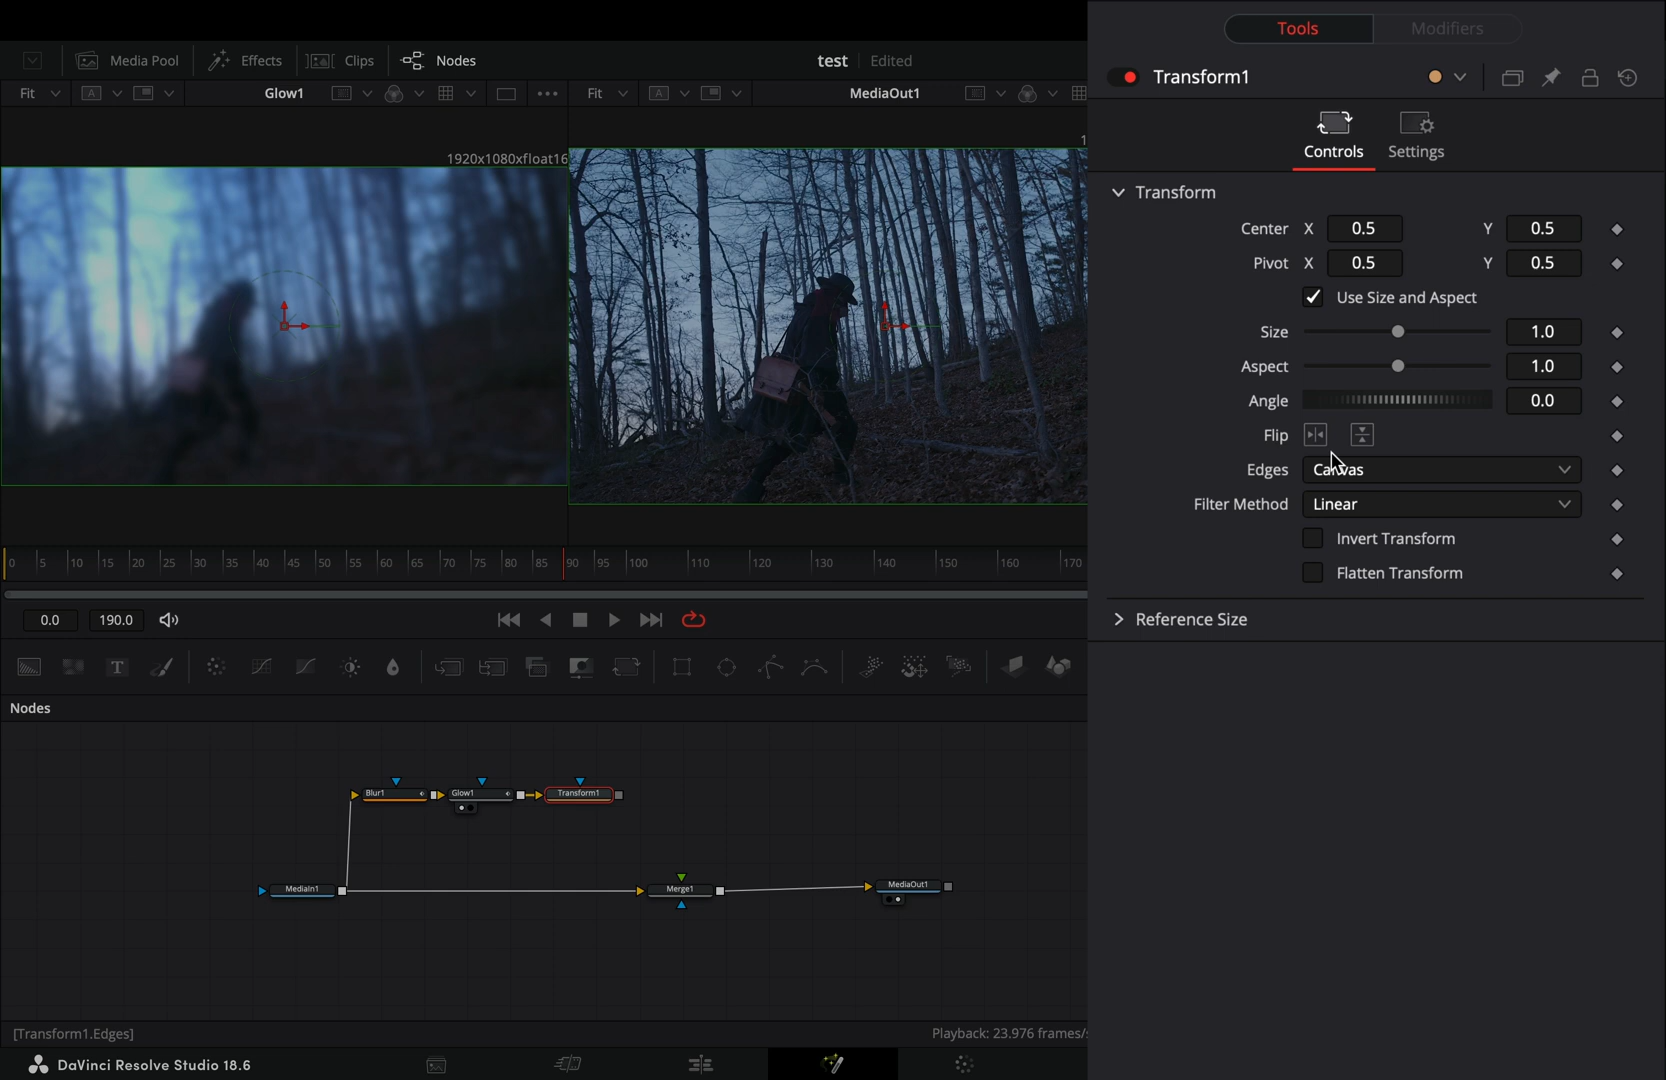 Tools
Modifiers
Media Pool
Effects
Clips
Nodes
test
Edited
Transform1
Fit
A
Glow1
Fit
A
MediaOut1
Controls
Settings
1920x1080xfloat16
1
Transform
Center X 0.5 Y 0.5
Pivot X 0.5 Y 0.5
Use Size and Aspect
Size 1.0
Aspect 1.0
Angle 0.0
Flip
Edges Canvas
Filter Method Linear
Invert Transform
Flatten Transform
Reference Size
0 5 10 15 20 25 30 35 40 45 50 55 60 65 70 75 80 85 90 95 100 110 120 130 140 150 160 170
0.0 190.0
T
Nodes
Blur1
Glow1
Transform1
MediaIn1
Merge1
MediaOut1
[Transform1.Edges]
Playback: 23.976 frames/
DaVinci Resolve Studio 18.6